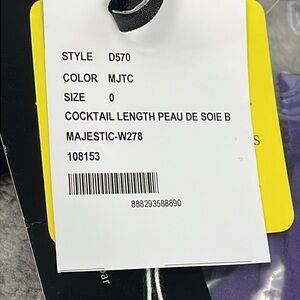 STYLE D570
COLOR MJTC
SIZE 0
COCKTAIL LENGTH PEAU DE SOIE B
MAJESTIC-W278
108153
888293588890